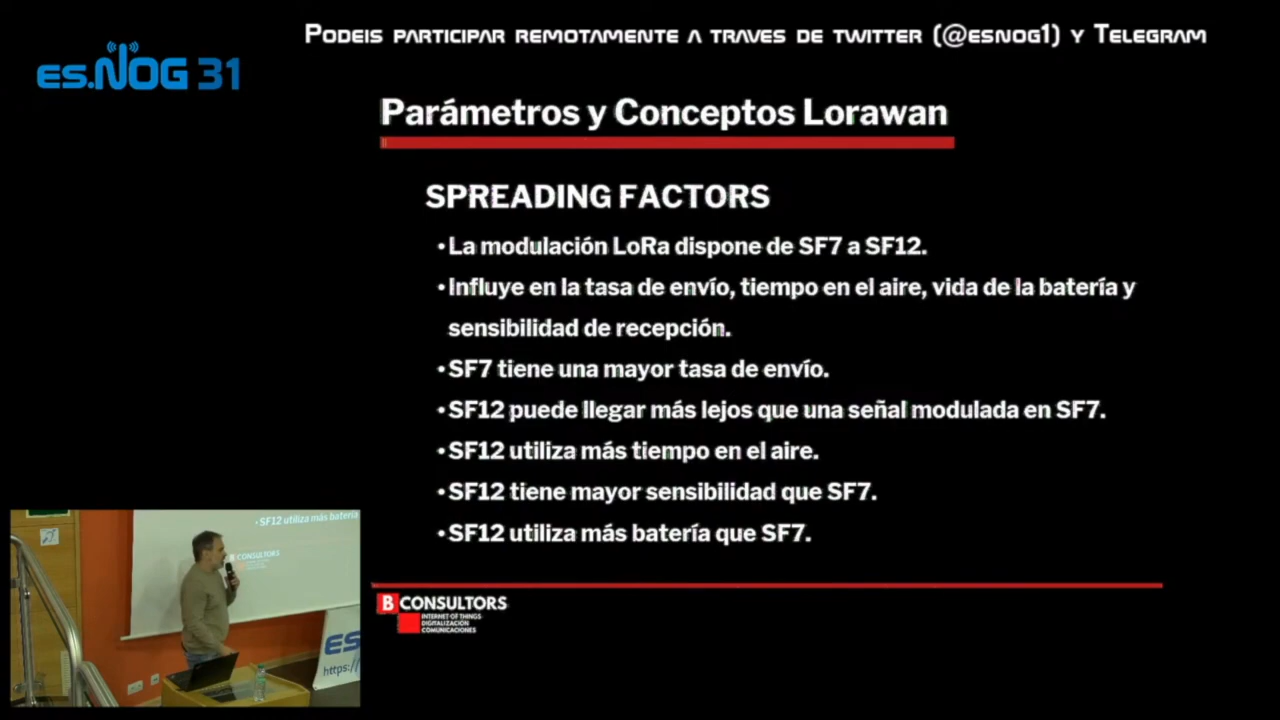 PODEIS PARTICIPAR REMOTAMENTE A TRAVES DE TWITTER (@ESNOG1) Y TELEGRAM
es.NOG 31
Parámetros y Conceptos Lorawan
SPREADING FACTORS
•La modulación LoRa dispone de SF7 a SF12.
•Influye en la tasa de envío, tiempo en el aire, vida de la batería y
sensibilidad de recepción.
•SF7 tiene una mayor tasa de envío.
•SF12 puede llegar más lejos que una señal modulada en SF7.
•SF12 utiliza más tiempo en el aire.
•SF12 tiene mayor sensibilidad que SF7.
•SF12 utiliza más batería que SF7.
•SF12 utiliza más batería
CONSULTORS
ES
https:/
B CONSULTORS
INTERNET OF THINGS
DIGITALIZACIÓN
COMUNICACIONES